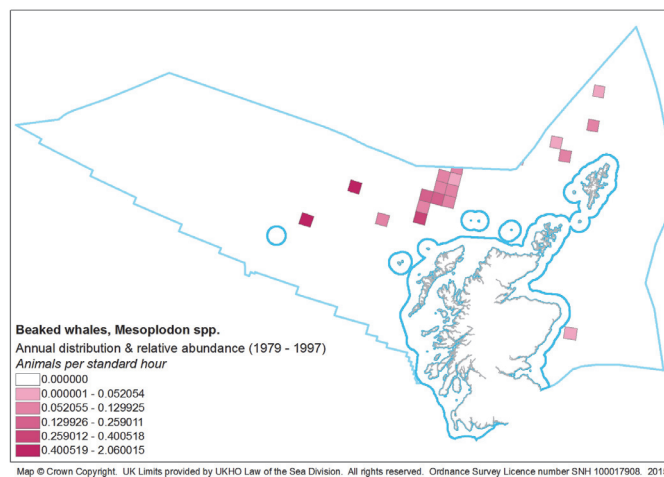 Beaked whales, Mesoplodon spp.
Annual distribution & relative abundance (1979 - 1997)
Animals per standard hour
0.000000
0.000001 - 0.052054
0.052055 - 0.129925
0.129926 - 0.259011
0.259012 - 0.400518
0.400519 - 2.060015
Map © Crown Copyright. UK Limits provided by UKHO Law of the Sea Division. All rights reserved. Ordnance Survey Licence number SNH 100017908. 2015